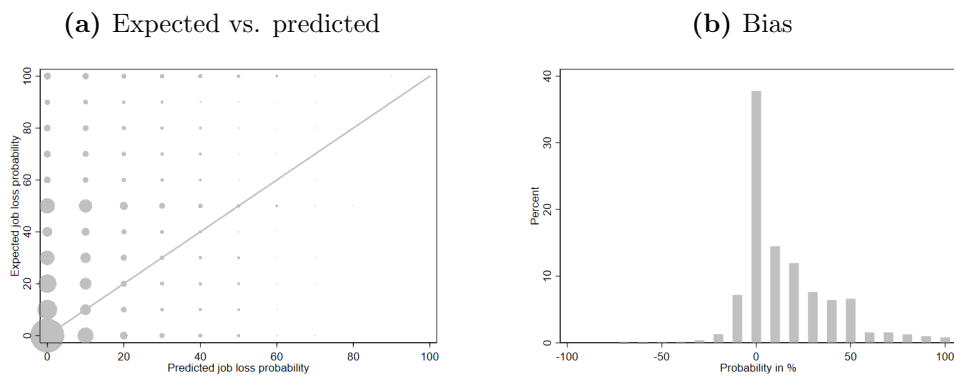 (a) Expected vs. predicted
Expected job loss probability
100
80
60
40
20
0
0 20 40 60 80 100
Predicted job loss probability
(b) Bias
Percent
40
30
20
10
0
-100 -50 0 50 100
Probability in %